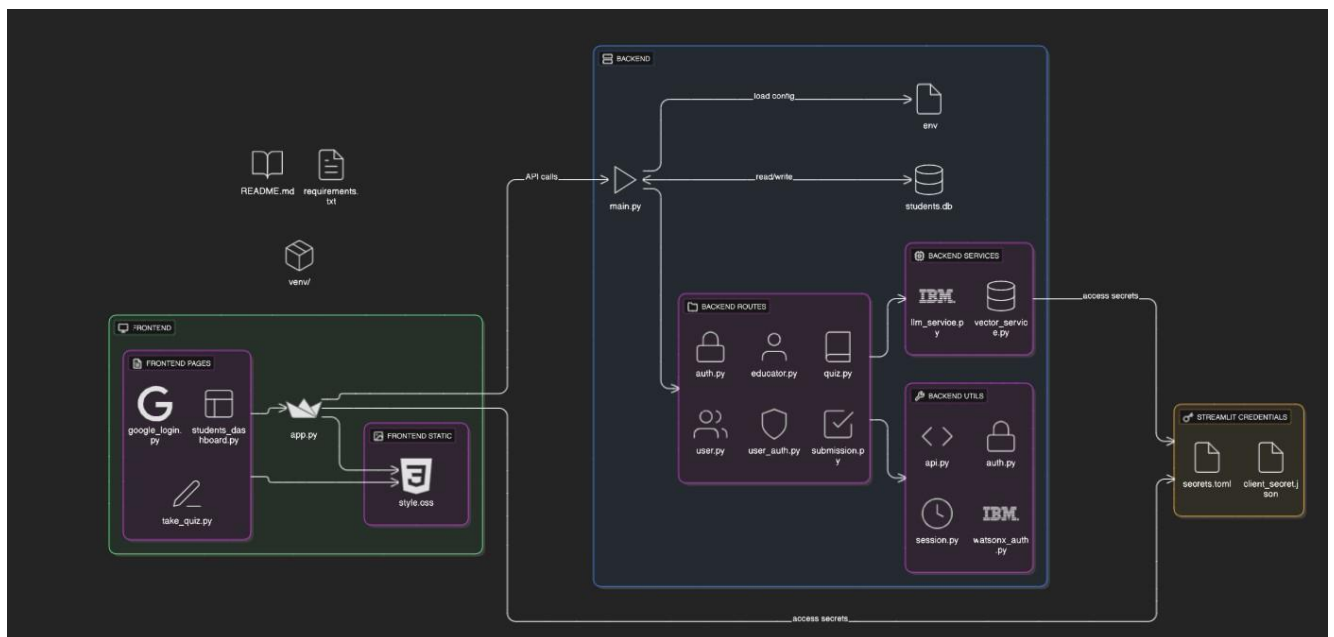 BACKEND
load config
env
README.md
requirements.
txt
API calls
main.py
read/write
students.db
venv/
BACKEND SERVICES
IBM
llm_service.p
y
vector_servic
e.py
access secrets
BACKEND ROUTES
auth.py
educator.py
quiz.py
user.py
user_auth.py
submission.p
y
BACKEND UTILS
api.py
auth.py
session.py
IBM
watsonx_auth
.py
FRONTEND
FRONTEND PAGES
G
google_login.
py
students_das
hboard.py
take_quiz.py
app.py
FRONTEND STATIC
3
style.css
STREAMLIT CREDENTIALS
secrets.toml
client_secret.j
son
access secrets